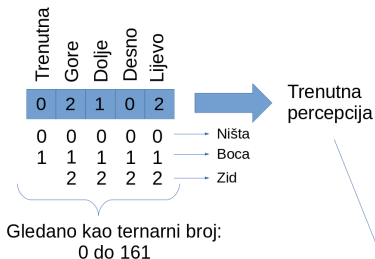 Trenutna
Gore
Dolje
Desno
Lijevo
0 2 1 0 2
Trenutna
percepcija
0 0 0 0 0
Ništa
1 1 1 1 1
Boca
2 2 2 2
Zid
Gledano kao ternarni broj:
0 do 161